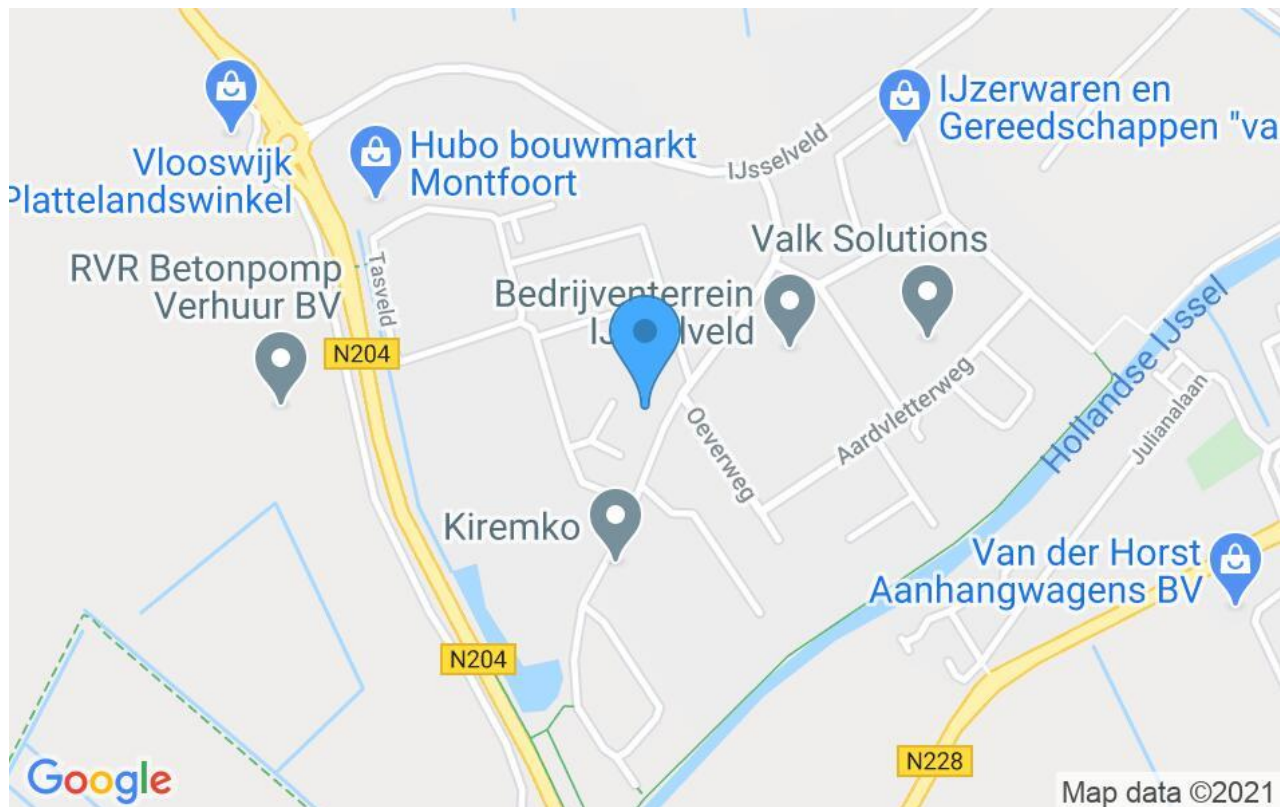 IJzerwaren en
Gereedschappen "va
Hubo bouwmarkt
Montfoort
Vlooswijk
Plattelandswinkel
IJsselveld
Valk Solutions
RVR Betonpomp
Verhuur BV
Tasveld
Bedrijventerrein
N204
Hollandse IJssel
Aardvletterweg
Julianalaan
Oeverweg
Kiremko
Van der Horst
Aanhangwagens BV
N204
N228
Google
Map data ©2021